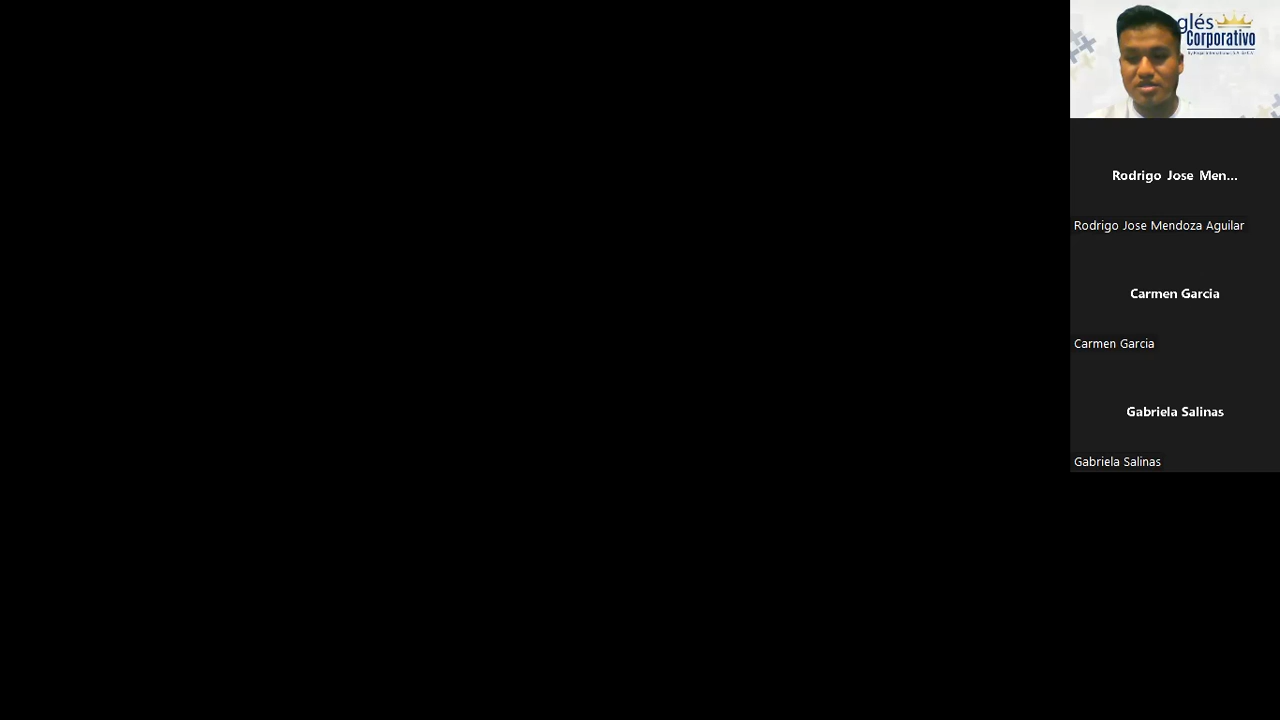 glés
Corporativo
Rodrigo Jose Men...
Rodrigo Jose Mendoza Aguilar
Carmen Garcia
Carmen Garcia
Gabriela Salinas
Gabriela Salinas